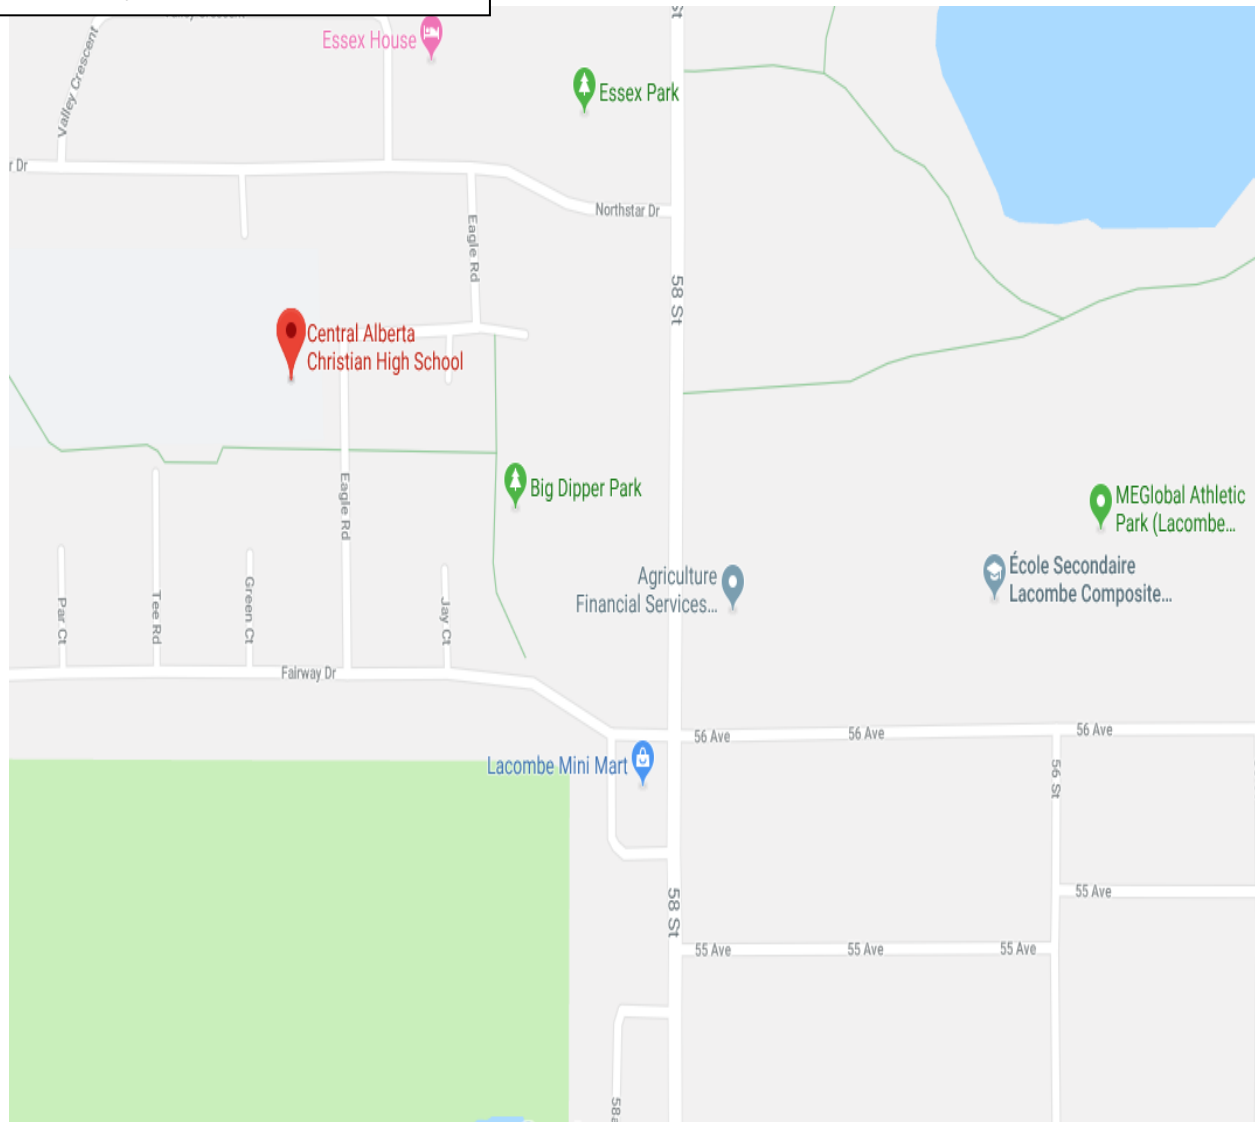 Essex House
St
Valley Crescent
Essex Park
r Dr
Northstar Dr
Eagle Rd
58 St
Central Alberta
Christian High School
Big Dipper Park
MEGlobal Athletic
Park (Lacombe...
Eagle Rd
Agriculture
Financial Services...
École Secondaire
Lacombe Composite...
Par Ct
Tee Rd
Green Ct
Jay Ct
Fairway Dr
56 Ave
56 Ave
56 Ave
Lacombe Mini Mart
56 St
58 St
55 Ave
55 Ave
55 Ave
55 Ave
58a